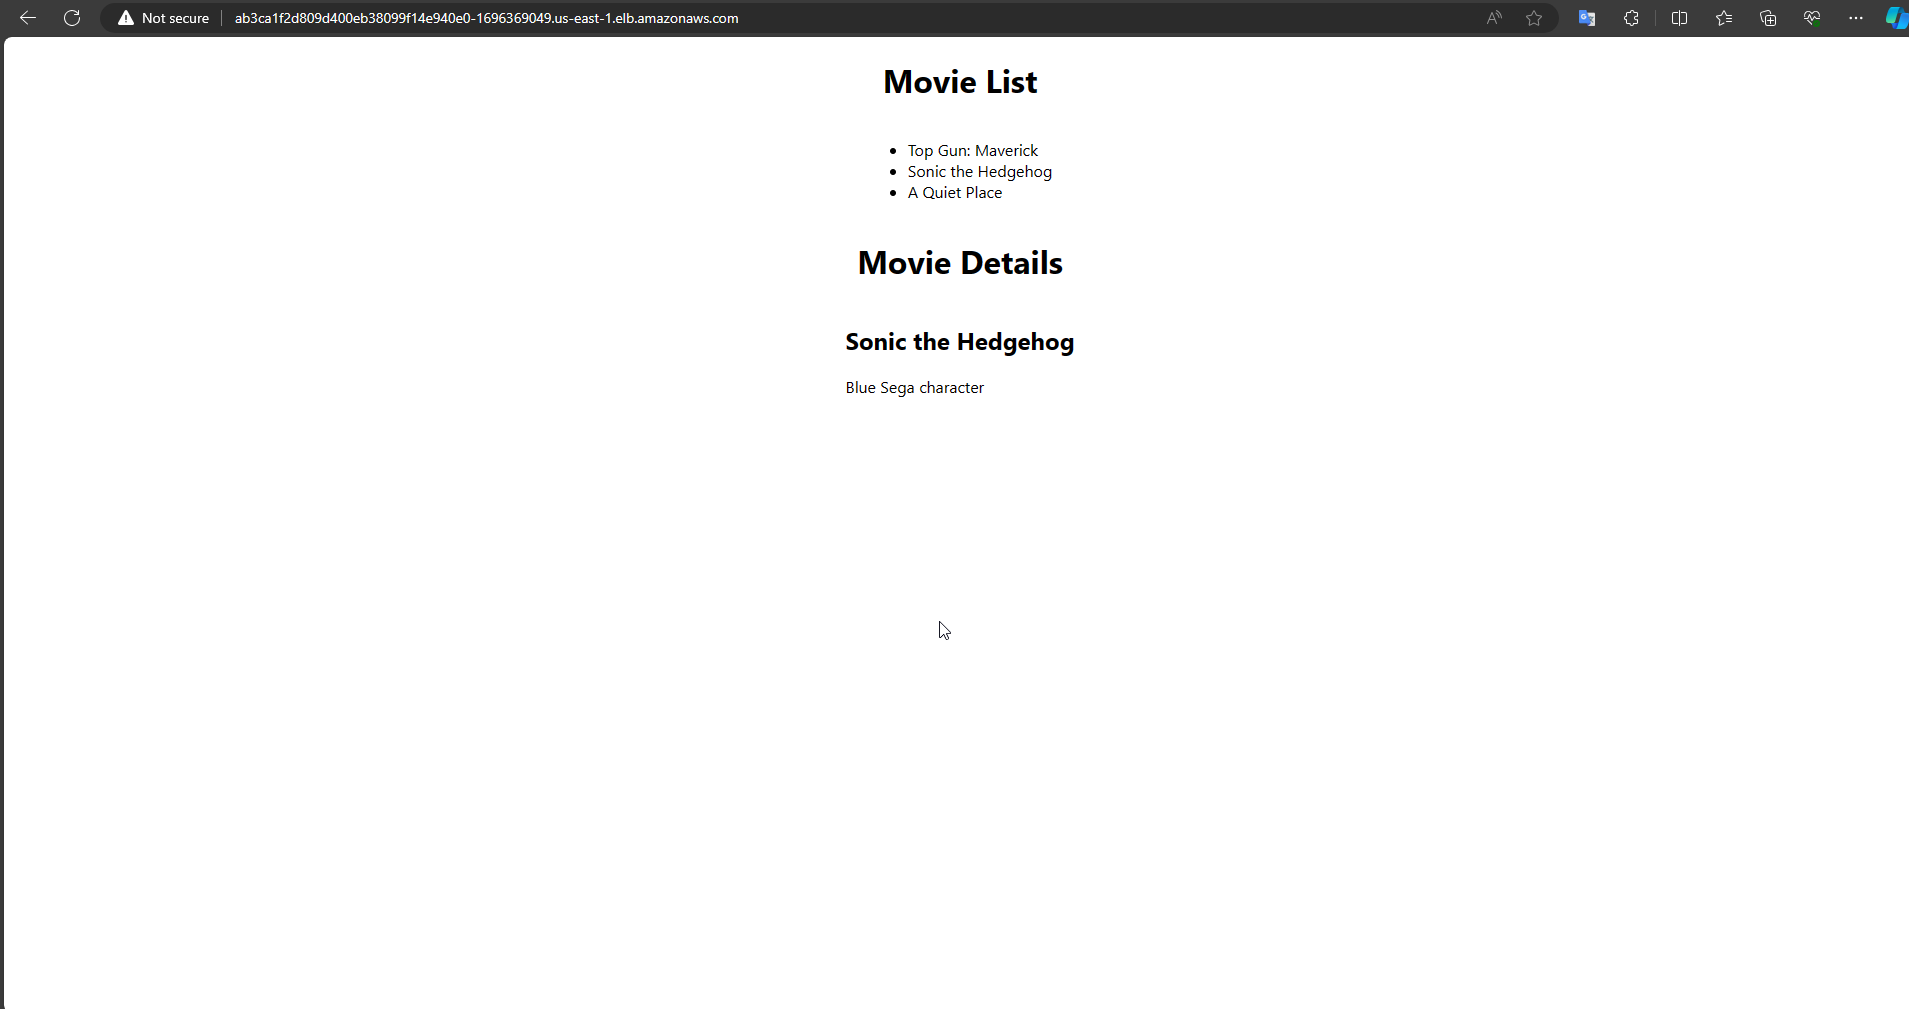 Not secure ab3ca1f2d809d400eb38099f14e940e0-1696369049.us-east-1.elb.amazonaws.com
Movie List
Top Gun: Maverick
Sonic the Hedgehog
A Quiet Place
Movie Details
Sonic the Hedgehog
Blue Sega character